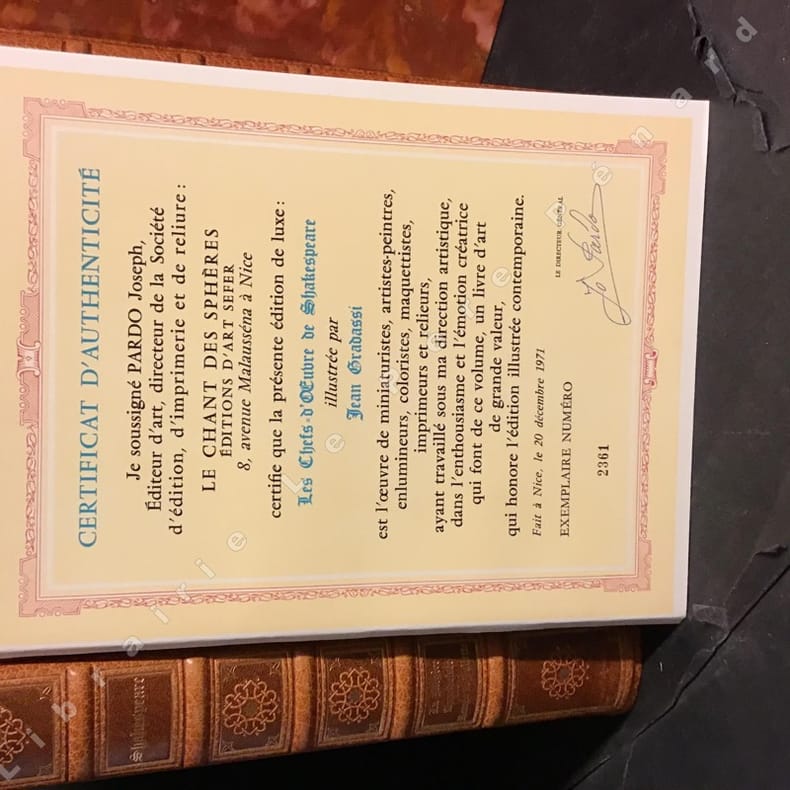 CERTIFICAT D'AUTHENTICITÉ
Je soussigné PARDO Joseph,
Éditeur d'art, directeur de la Société
d'édition, d'imprimerie et de reliure :
LE CHANT DES SPHÈRES
ÉDITIONS D'ART SEFER
8, avenue Malausséna à Nice
certifie que la présente édition de luxe :
Les Chefs-d'Œuvre de Shakespeare
illustrée par
Jean Gradassi
est l'œuvre de miniaturistes, artistes-peintres,
enlumineurs, coloristes, maquettistes,
imprimeurs et relieurs,
ayant travaillé sous ma direction artistique,
dans l'enthousiasme et l'émotion créatrice
qui font de ce volume, un livre d'art
de grande valeur,
qui honore l'édition illustrée contemporaine.
Fait à Nice, le 20 décembre 1971
LE DIRECTEUR GÉNÉRAL
Jo Pardo
EXEMPLAIRE NUMÉRO
2361
Shakespeare
Librairie Le Renard